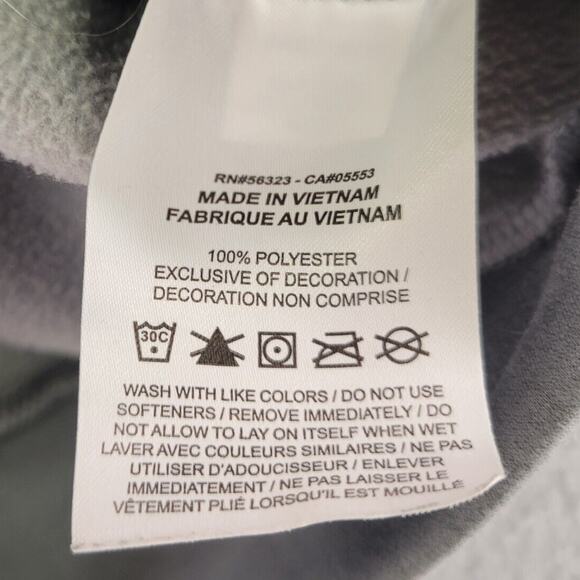 RN#56323 - CA#05553
MADE IN VIETNAM
FABRIQUE AU VIETNAM
100% POLYESTER
EXCLUSIVE OF DECORATION /
DECORATION NON COMPRISE
30C
WASH WITH LIKE COLORS / DO NOT USE
SOFTENERS / REMOVE IMMEDIATELY / DO
NOT ALLOW TO LAY ON ITSELF WHEN WET
LAVER AVEC COULEURS SIMILAIRES / NE PAS
UTILISER D'ADOUCISSEUR / ENLEVER
IMMÉDIATEMENT / NE PAS LAISSER LE
VÊTEMENT PLIÉ LORSQU'IL EST MOUILLÉ